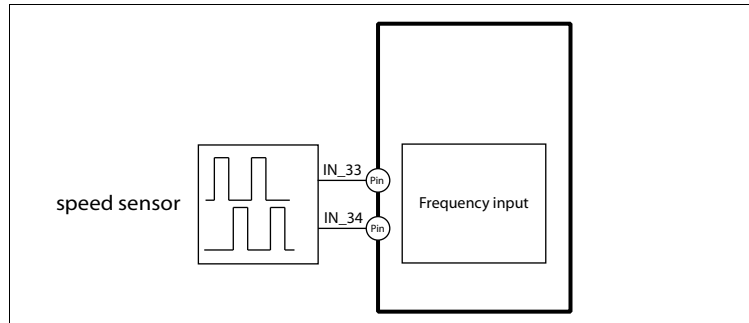 speed sensor
IN_33
Pin
IN_34
Pin
Frequency input